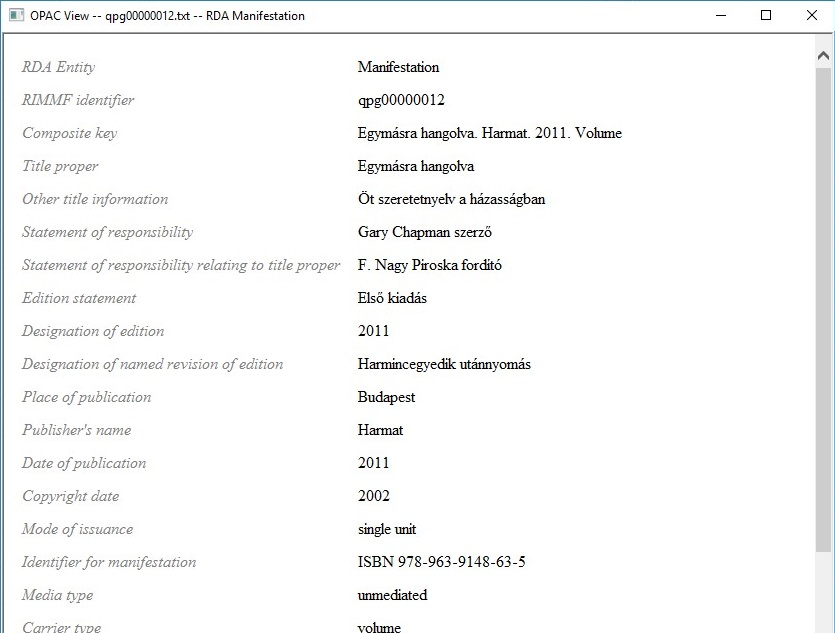 OPAC View -- qpg00000012.txt -- RDA Manifestation
RDA Entity Manifestation
RIMMF identifier qpg00000012
Composite key Egymásra hangolva. Harmat. 2011. Volume
Title proper Egymásra hangolva
Other title information Öt szeretetnyelv a házasságban
Statement of responsibility Gary Chapman szerző
Statement of responsibility relating to title proper F. Nagy Piroska fordító
Edition statement Első kiadás
Designation of edition 2011
Designation of named revision of edition Harmincegyedik utánnyomás
Place of publication Budapest
Publisher's name Harmat
Date of publication 2011
Copyright date 2002
Mode of issuance single unit
Identifier for manifestation ISBN 978-963-9148-63-5
Media type unmediated
Carrier type volume